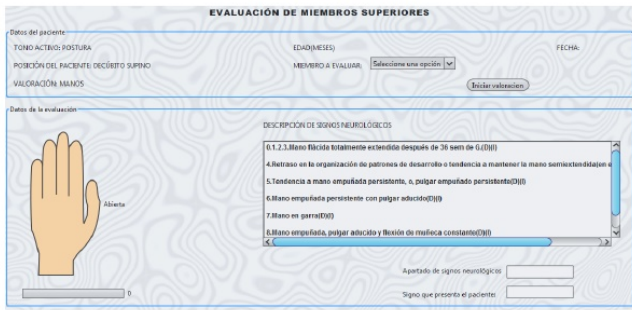 EVALUACIÓN DE MIEMBROS SUPERIORES
Datos del paciente
TONO ACTIVO: POSTURA EDAD(MESES) FECHA:
POSICIÓN DEL PACIENTE: DECÚBITO SUPINO MIEMBRO A EVALUAR: Seleccione una opción
VALORACIÓN: MANOS Iniciar valoracion
Datos de la evaluación
DESCRIPCIÓN DE SIGNOS NEUROLÓGICOS
0.1.2.3.Mano flácida totalmente extendida después de 36 sem de G.(D)(I)
4.Retraso en la organización de patrones de desarrollo o tendencia a mantener la mano semiextendida(en e
5.Tendencia a mano empuñada persistente, o, pulgar empuñado persistente(D)(I)
6.Mano empuñada persistente con pulgar aducido(D)(I)
7.Mano en garra(D)(I)
8.Mano empuñada, pulgar aducido y flexión de muñeca constante(D)(I)
Abierta
0
Apartado de signos neurológicos
Signo que presenta el paciente: